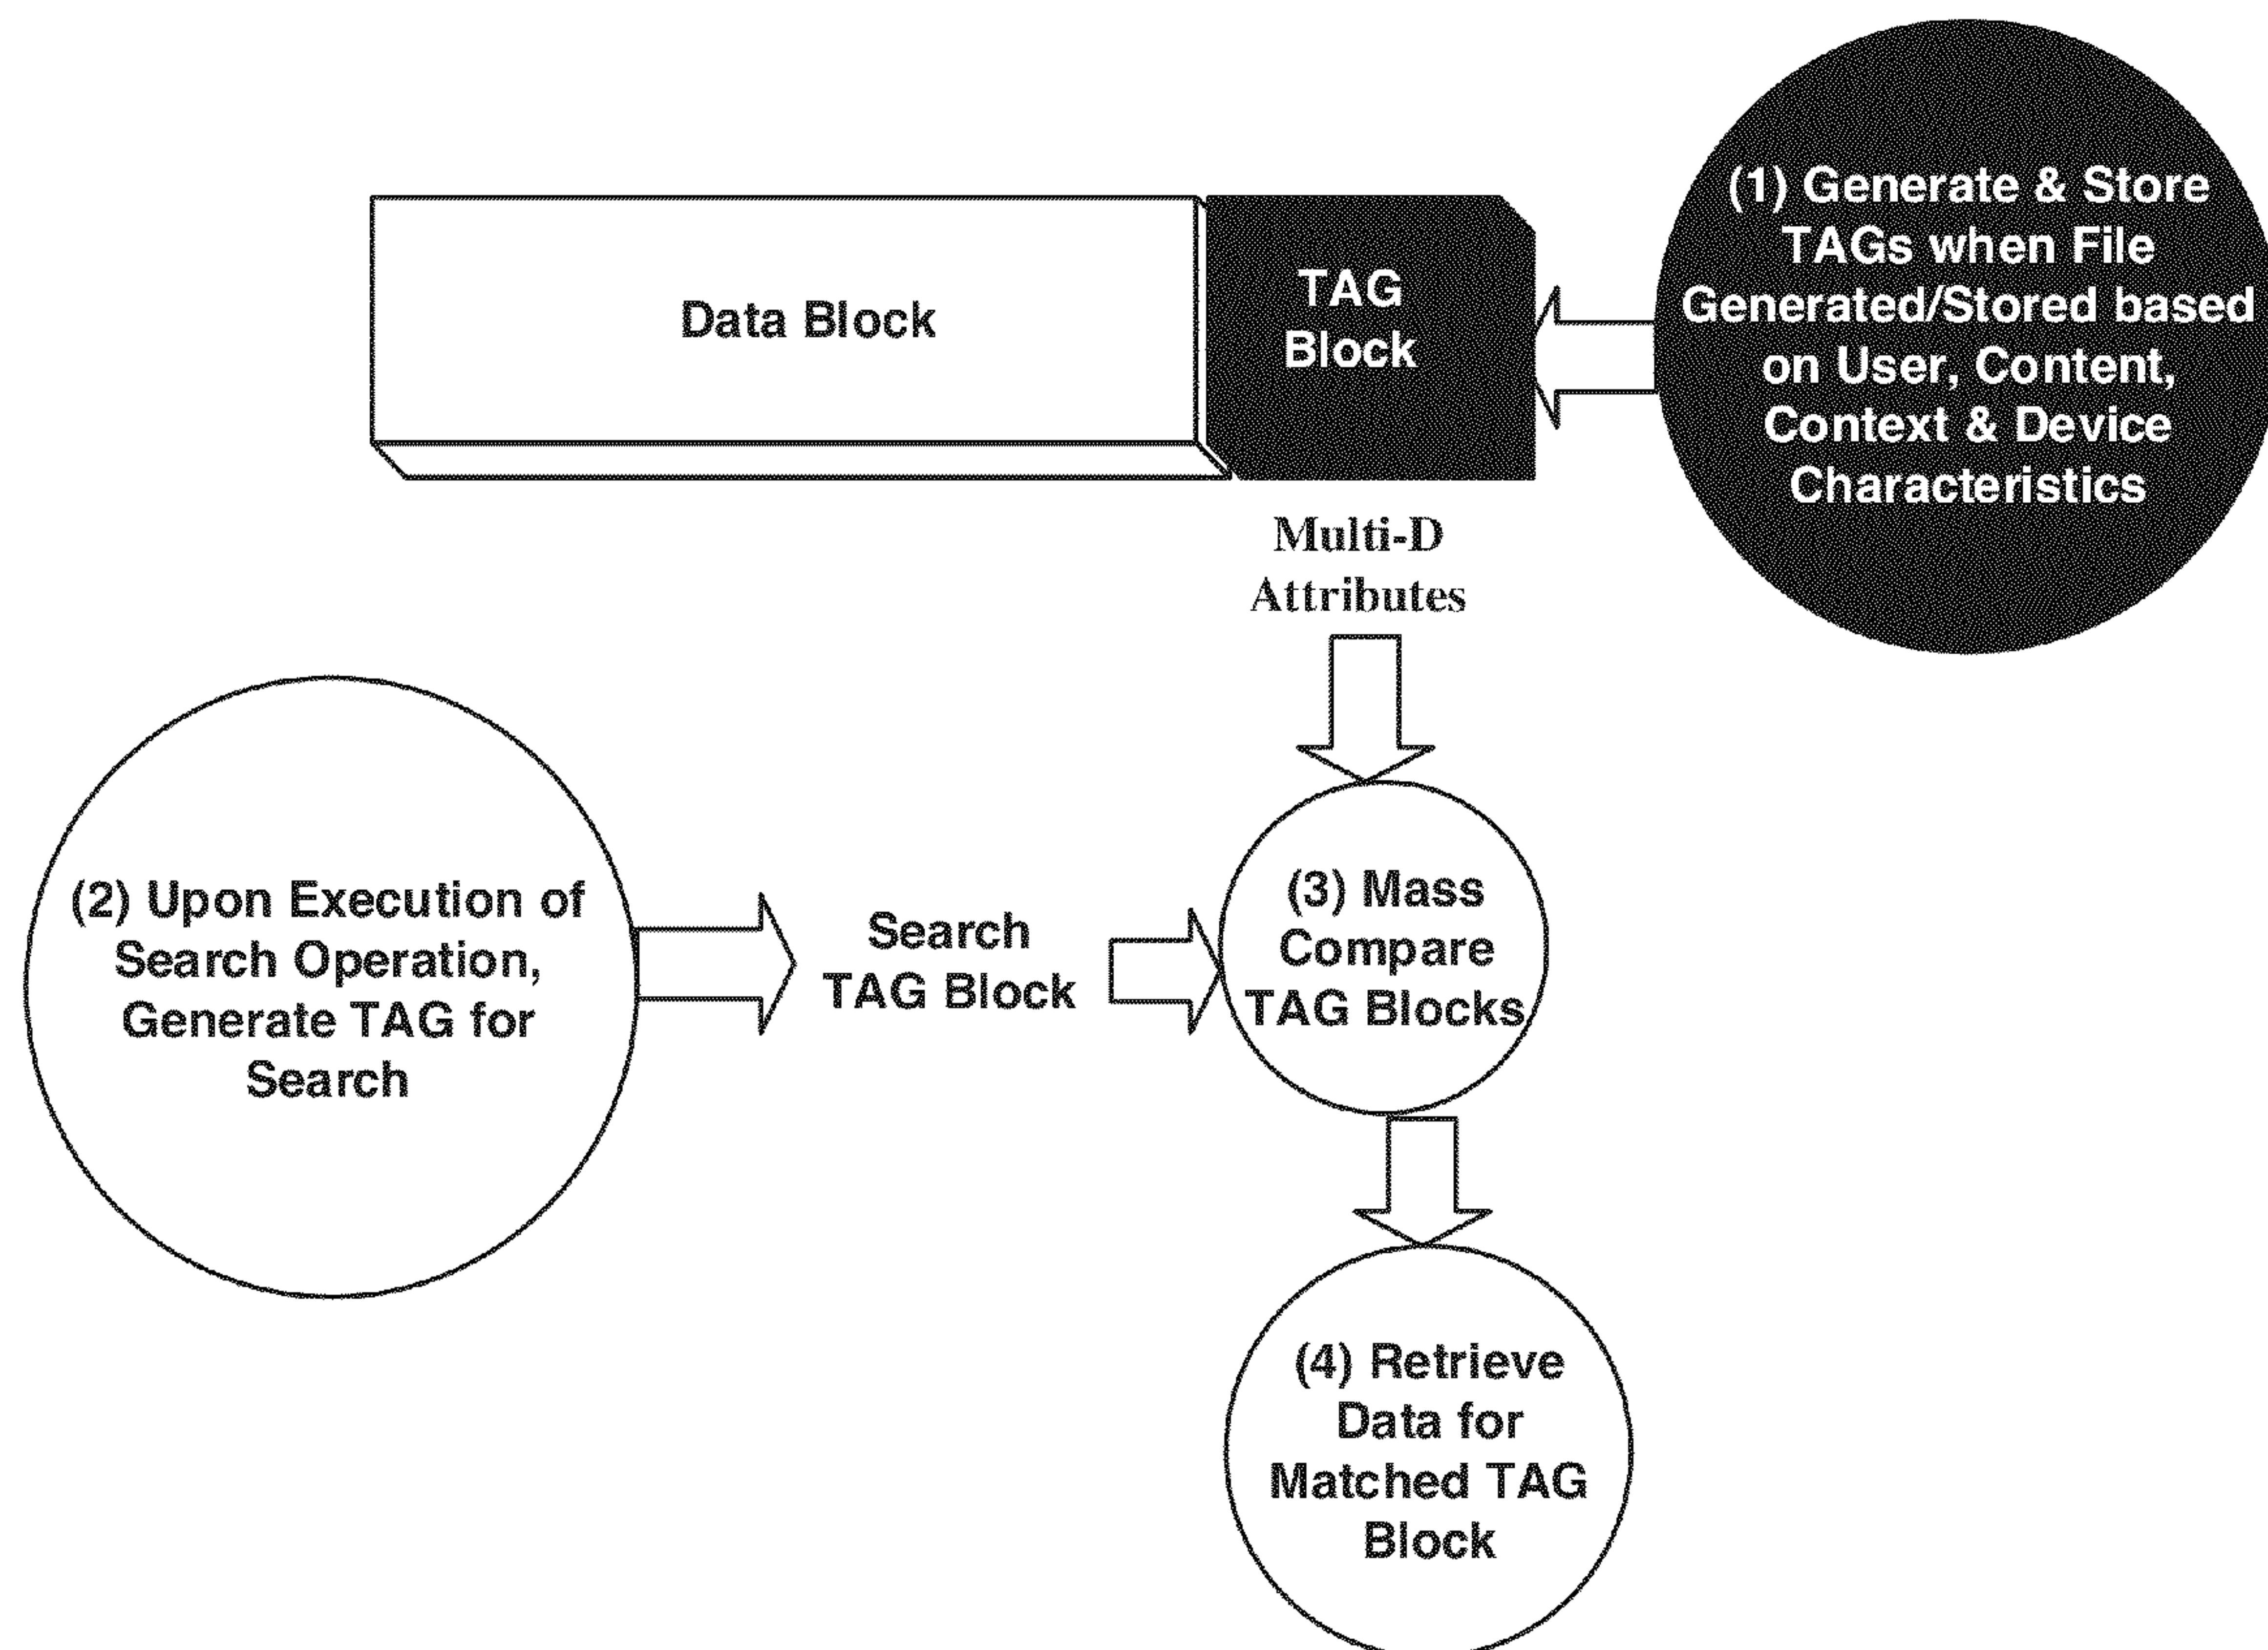 (1) Generate & Store
TAGs when File
Generated/Stored based
on User, Content,
Context & Device
Characteristics
Data Block
TAG
Block
Multi-D
Attributes
(2) Upon Execution of
Search Operation,
Generate TAG for
Search
Search
TAG Block
(3) Mass
Compare
TAG Blocks
(4) Retrieve
Data for
Matched TAG
Block